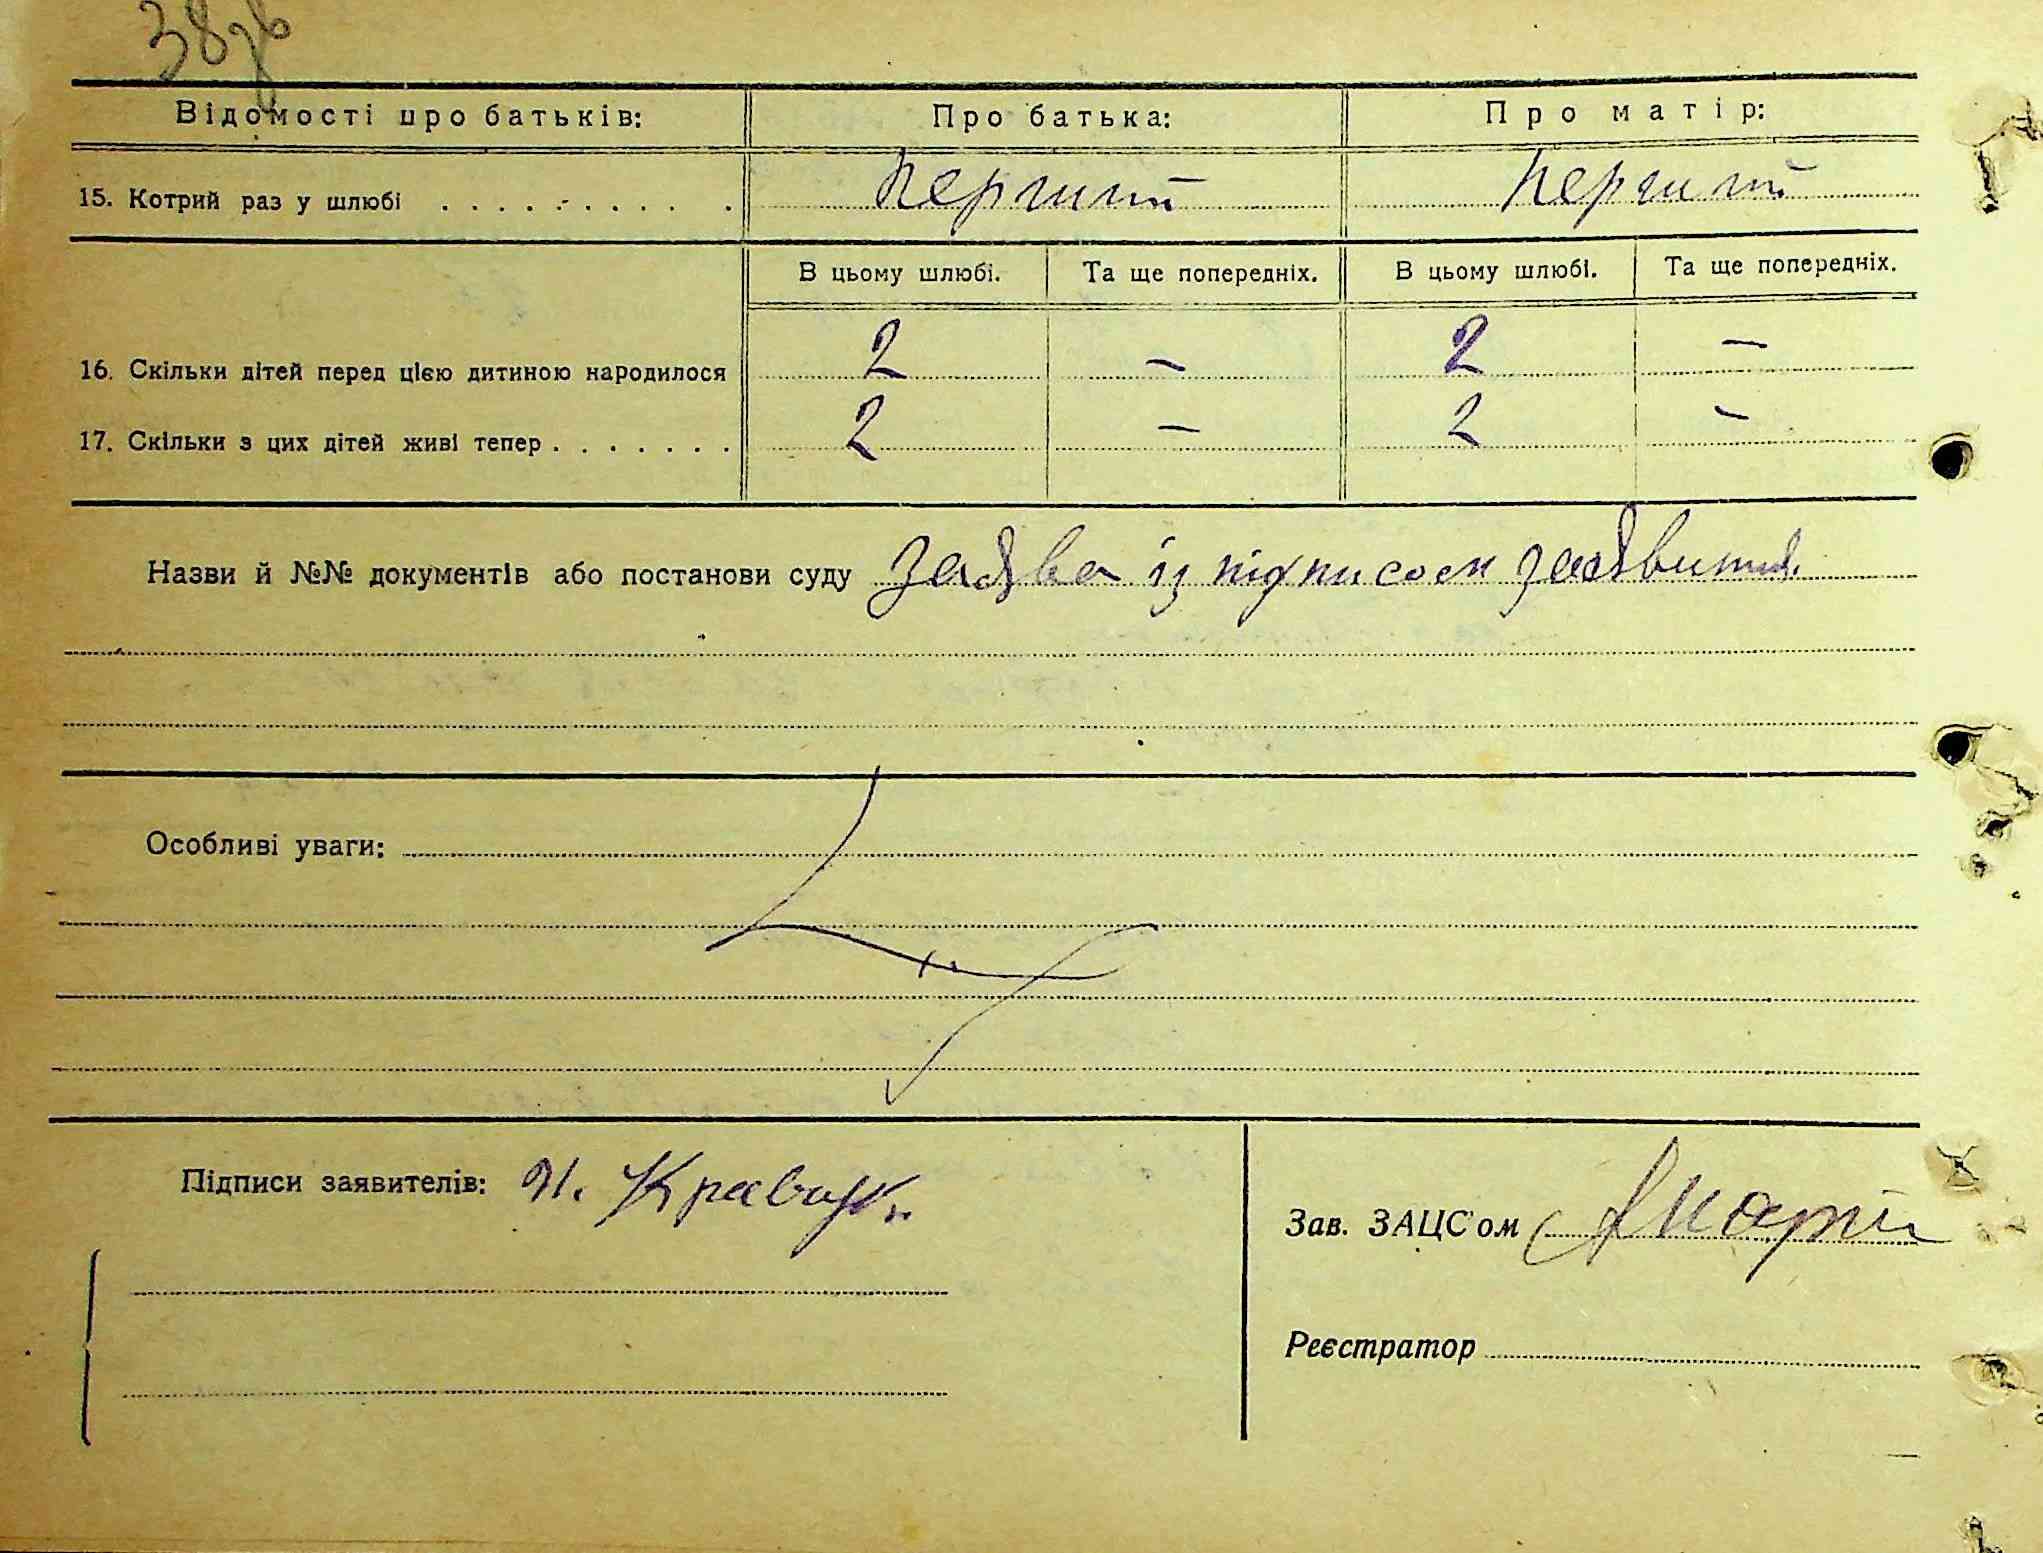 38зв
Відомості про батьків: Про батька: Про матір:
15. Котрий раз у шлюбі . . . . . . . . . . Перший Перший
В цьому шлюбі. Та ще попередніх. В цьому шлюбі. Та ще попередніх.
16. Скільки дітей перед цією дитиною народилося 2 — 2 —
17. Скільки з цих дітей живі тепер . . . . . . . 2 — 2 —
Назви й №№ документів або постанови суду Заява із підписом заявитля.
Особливі уваги:
Підписи заявителів: И. Кравчук.
Зав. ЗАЦС'ом
Реєстратор